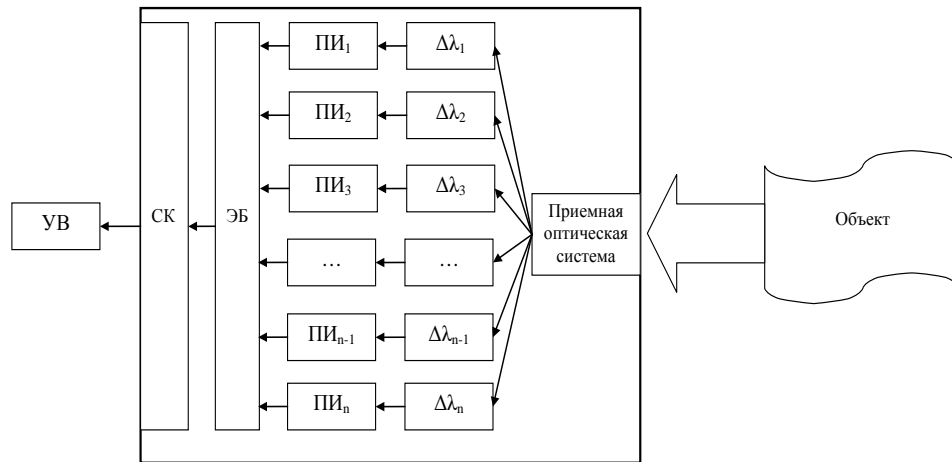 ПИ₁ Δλ₁
ПИ₂ Δλ₂
ПИ₃ Δλ₃
УВ
СК
ЭБ
Приемная
оптическая
система
Объект
... ...
ПИₙ₋₁ Δλₙ₋₁
ПИₙ Δλₙ